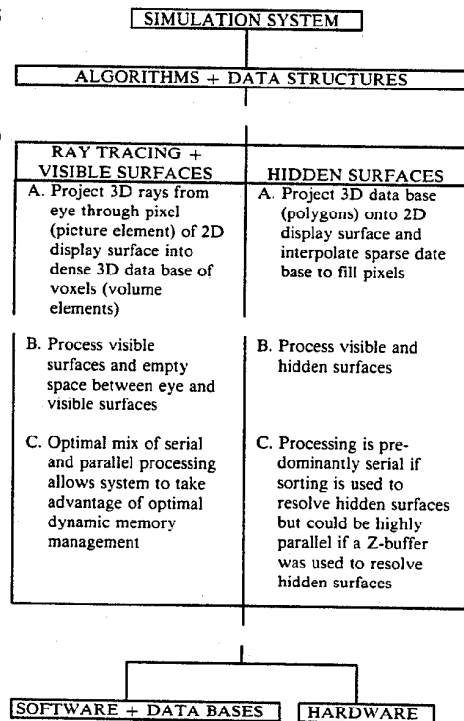 SIMULATION SYSTEM
ALGORITHMS + DATA STRUCTURES
RAY TRACING +
VISIBLE SURFACES
A. Project 3D rays from
eye through pixel
(picture element) of 2D
display surface into
dense 3D data base of
voxels (volume
elements)
B. Process visible
surfaces and empty
space between eye and
visible surfaces
C. Optimal mix of serial
and parallel processing
allows system to take
advantage of optimal
dynamic memory
management
HIDDEN SURFACES
A. Project 3D data base
(polygons) onto 2D
display surface and
interpolate sparse date
base to fill pixels
B. Process visible and
hidden surfaces
C. Processing is pre-
dominantly serial if
sorting is used to
resolve hidden surfaces
but could be highly
parallel if a Z-buffer
was used to resolve
hidden surfaces
SOFTWARE + DATA BASES
HARDWARE